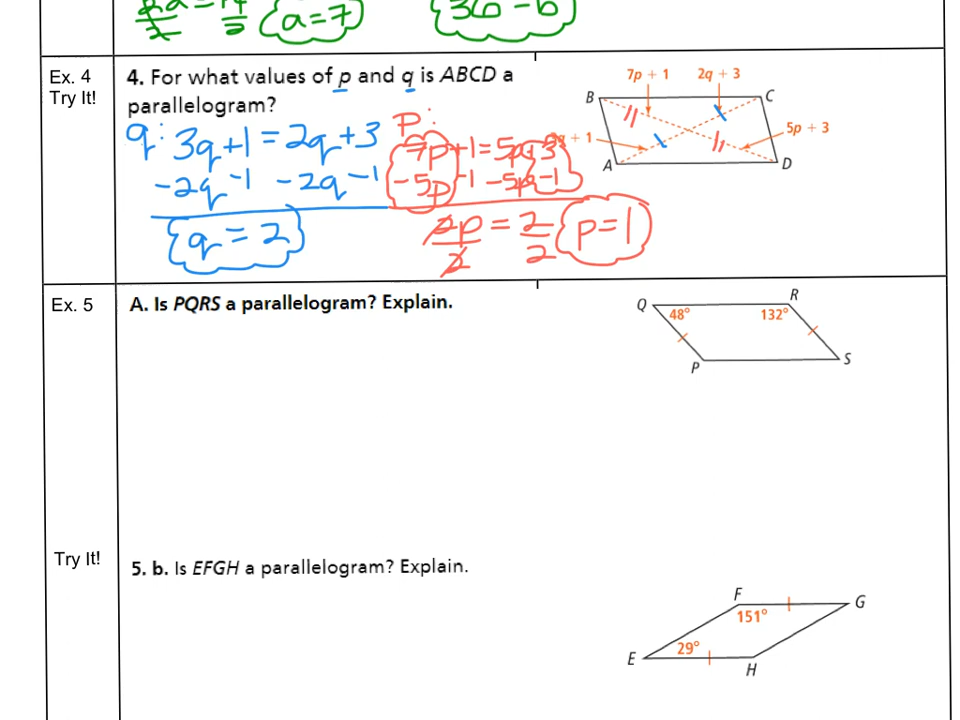 a = 7
36 = b
Ex. 4
Try It!
4. For what values of p and q is ABCD a
parallelogram?
7p + 1
2q + 3
B
C
5p + 3
q + 1
A
D
q: 3q+1 = 2q+3
-2q -1 -2q -1
q = 2
p:
7p+1 = 5p+3
-5p -1 -5p -1
2p = 2
2 2
p = 1
Ex. 5
A. Is PQRS a parallelogram? Explain.
Q
R
48°
132°
P
S
Try It!
5. b. Is EFGH a parallelogram? Explain.
F
G
151°
29°
E
H